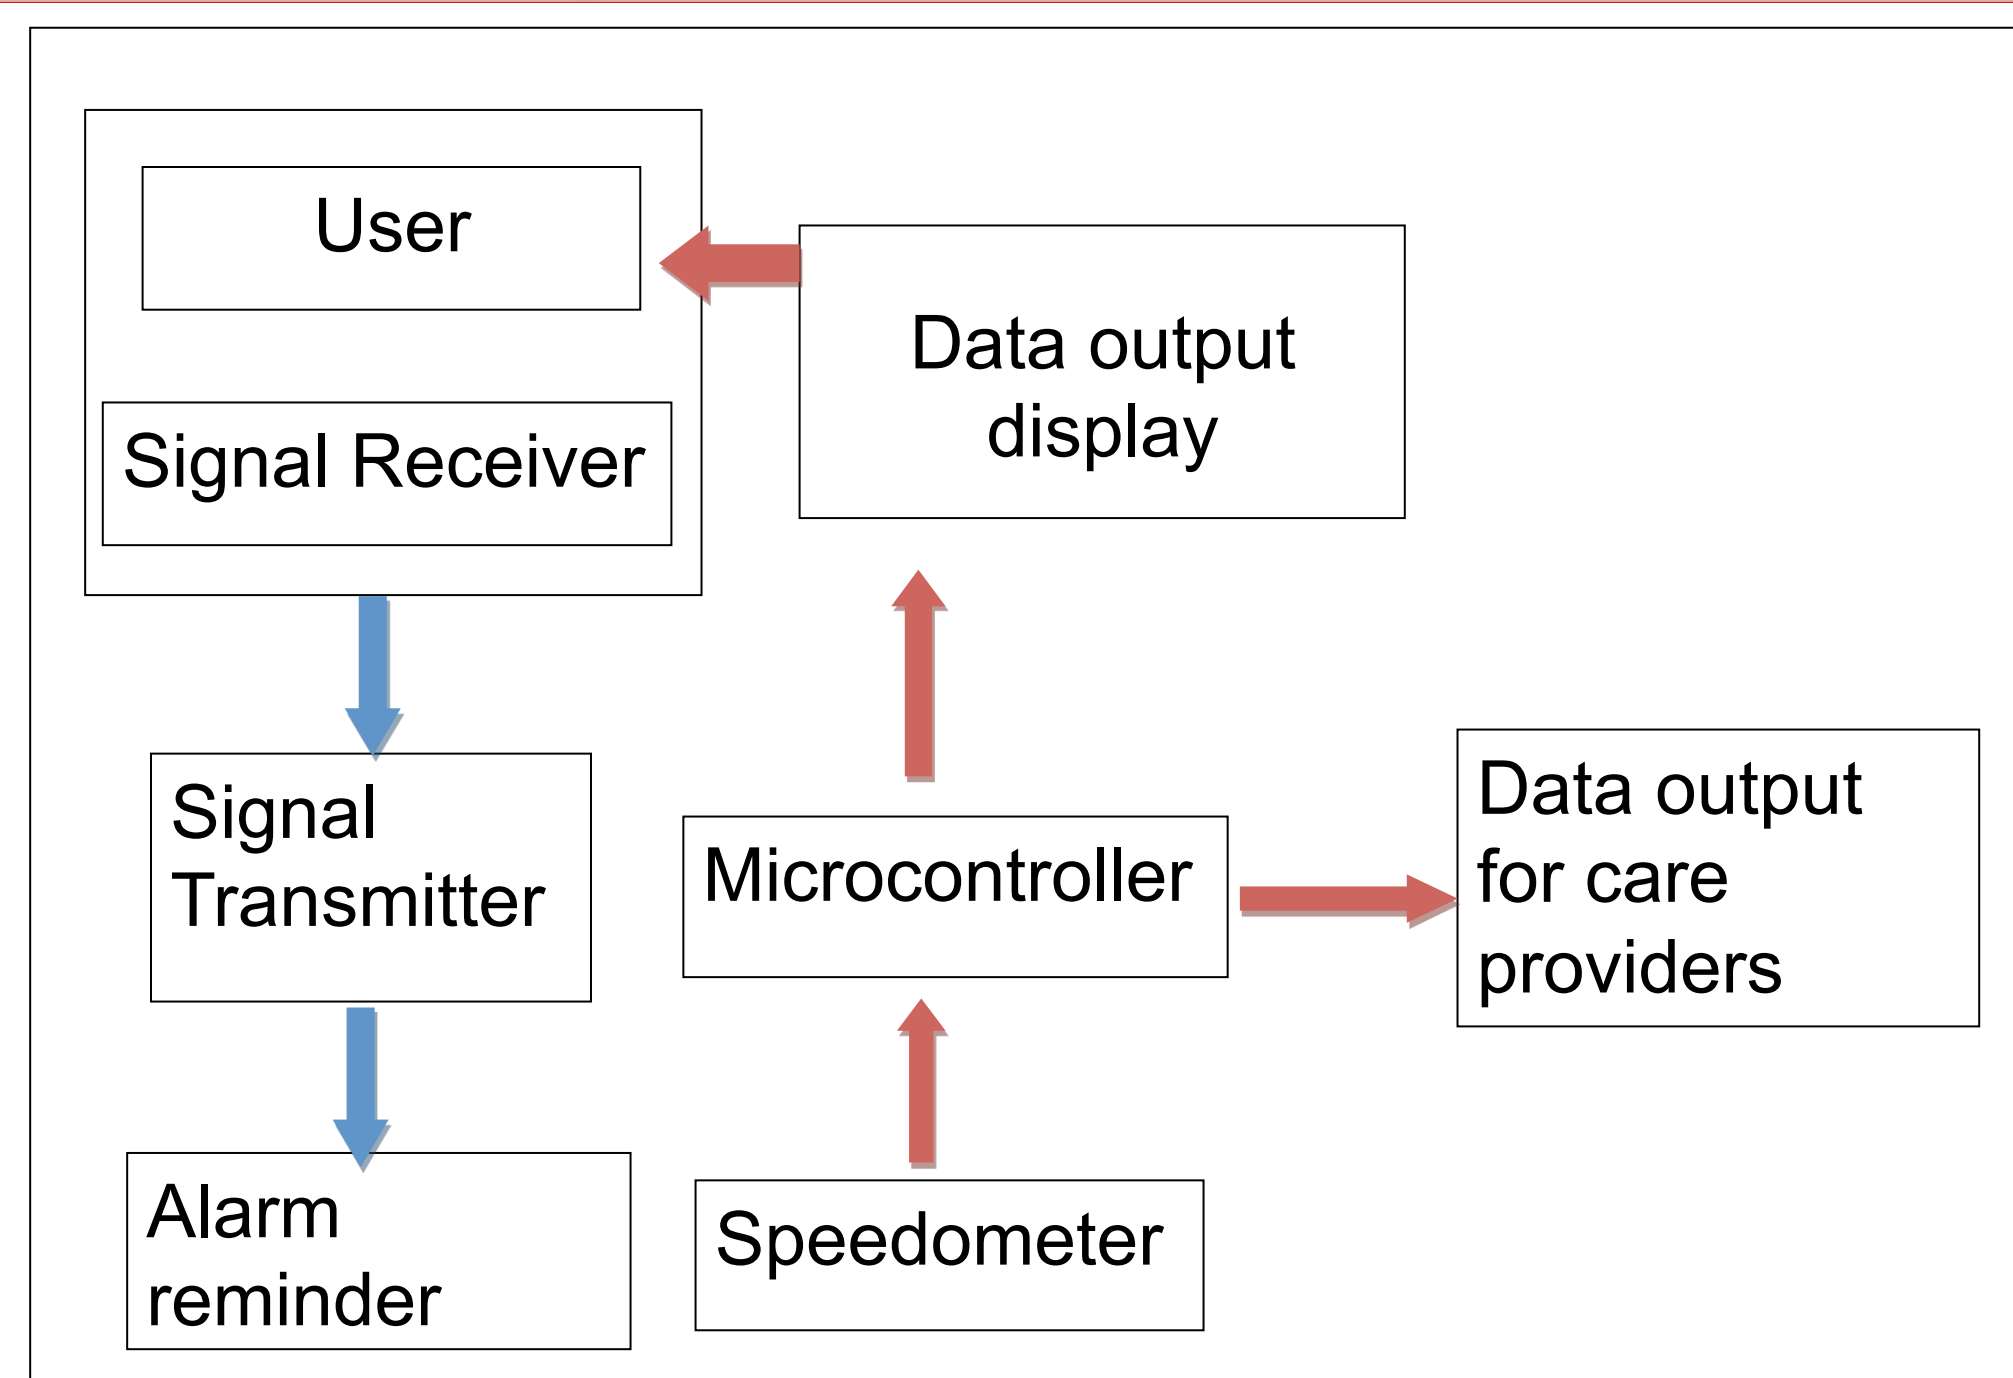 User
Signal Receiver
Data output
display
Signal
Transmitter
Microcontroller
Data output
for care
providers
Alarm
reminder
Speedometer